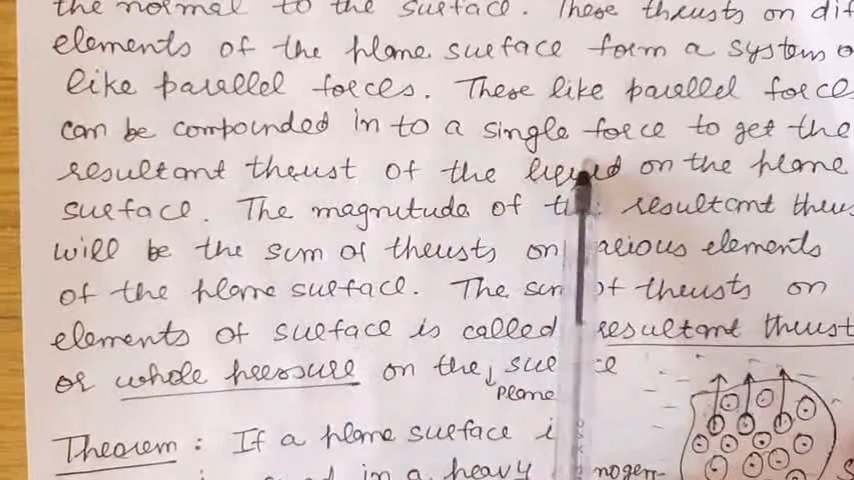 the normal to the surface. These thrusts on dif
elements of the plane surface form a system o
like parallel forces. These like parallel forces
can be compounded in to a single force to get the
resultant thrust of the liquid on the plane
surface. The magnitude of resultant thrus
will be the sum of thrusts on various elements
of the plane surface. The sum of thrusts on
elements of surface is called resultant thrust
or whole pressure on the surface
plane
Theorem: If a plane surface i
in a heavy homogen-